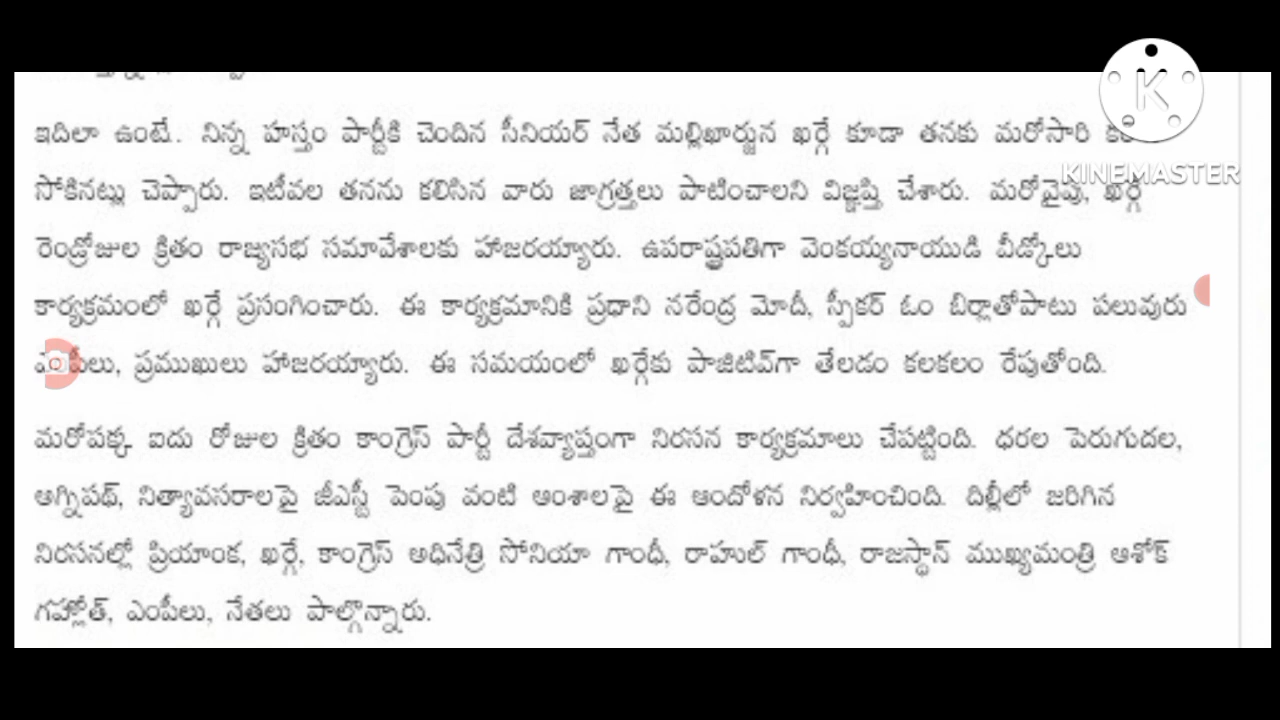 ఇదిలా ఉంటే.. నిన్న హస్తం పార్టీకి చెందిన సీనియర్ నేత మల్లిఖార్జున ఖర్గే కూడా తనకు మరోసారి
సోకినట్లు చెప్పారు. ఇటీవల తనను కలిసిన వారు జాగ్రత్తలు పాటించాలని విజ్ఞప్తి చేశారు. మరోవైపు, ఖర్గే
రెండ్రోజుల క్రితం రాజ్యసభ సమావేశాలకు హాజరయ్యారు. ఉపరాష్ట్రపతిగా వెంకయ్యనాయుడి వీడ్కోలు
కార్యక్రమంలో ఖర్గే ప్రసంగించారు. ఈ కార్యక్రమానికి ప్రధాని నరేంద్ర మోదీ, స్పీకర్ ఓం బిర్లాతోపాటు పలువురు
ప్రముఖులు హాజరయ్యారు. ఈ సమయంలో ఖర్గేకు పాజిటివ్‌గా తేలడం కలకలం రేపుతోంది.
మరోపక్క ఐదు రోజుల క్రితం కాంగ్రెస్ పార్టీ దేశవ్యాప్తంగా నిరసన కార్యక్రమాలు చేపట్టింది. ధరల పెరుగుదల,
అగ్నిపథ్, నిత్యావసరాలపై జీఎస్టీ పెంపు వంటి అంశాలపై ఈ ఆందోళన నిర్వహించింది. దిల్లీలో జరిగిన
నిరసనల్లో ప్రియాంక, ఖర్గే, కాంగ్రెస్ అధినేత్రి సోనియా గాంధీ, రాహుల్ గాంధీ, రాజస్థాన్ ముఖ్యమంత్రి అశోక్
గహ్లోత్, ఎంపీలు, నేతలు పాల్గొన్నారు.
K
KINEMASTER